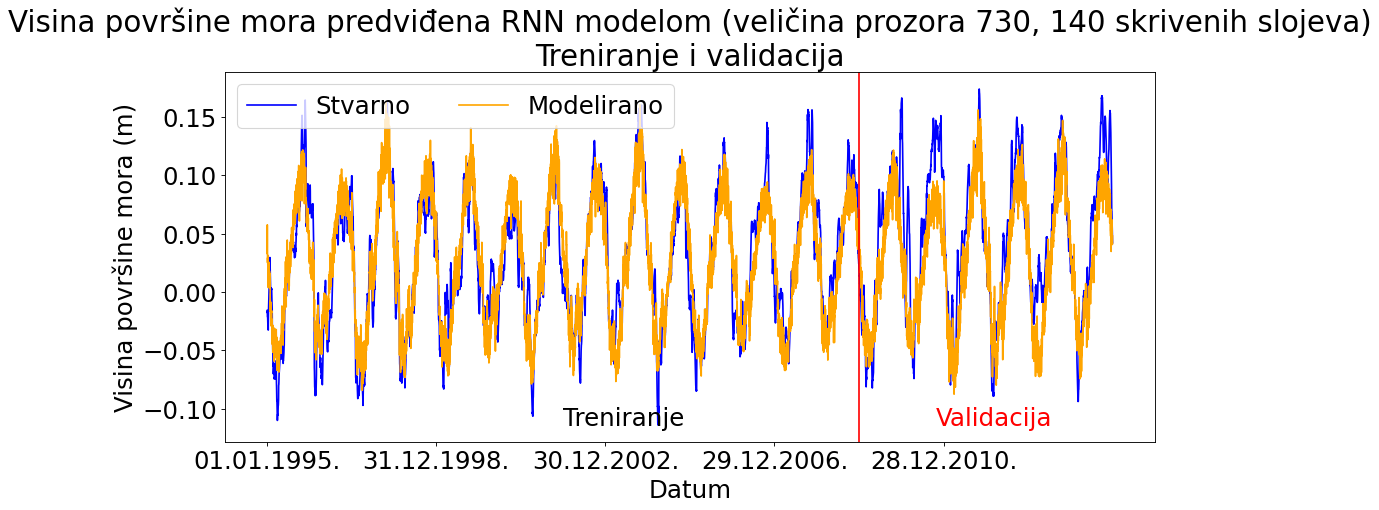 Visina površine mora predviđena RNN modelom (veličina prozora 730, 140 skrivenih slojeva)
Treniranje i validacija
Stvarno
Modelirano
Visina površine mora (m)
0.15
0.10
0.05
0.00
−0.05
−0.10
Treniranje
Validacija
01.01.1995.
31.12.1998.
30.12.2002.
29.12.2006.
28.12.2010.
Datum